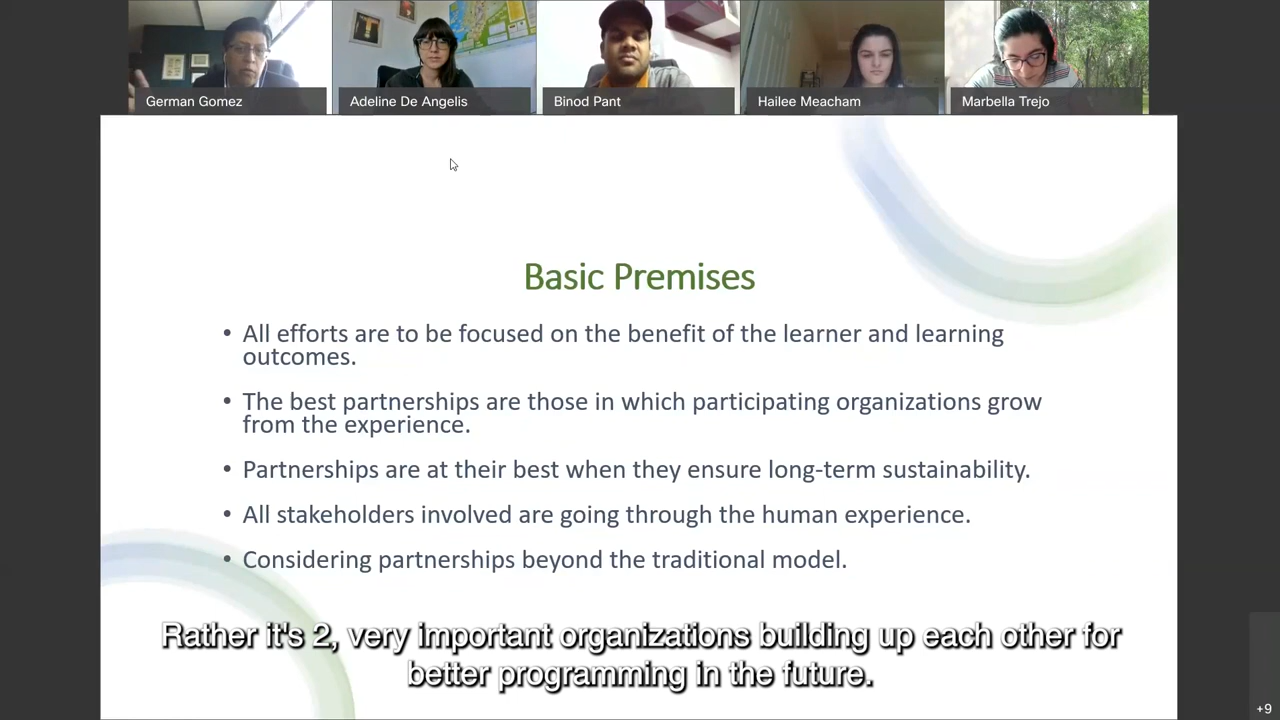 German Gomez
Adeline De Angelis
Binod Pant
Hailee Meacham
Marbella Trejo
Basic Premises
• All efforts are to be focused on the benefit of the learner and learning
outcomes.
• The best partnerships are those in which participating organizations grow
from the experience.
• Partnerships are at their best when they ensure long-term sustainability.
• All stakeholders involved are going through the human experience.
• Considering partnerships beyond the traditional model.
Rather it's 2, very important organizations building up each other for
better programming in the future.
+9